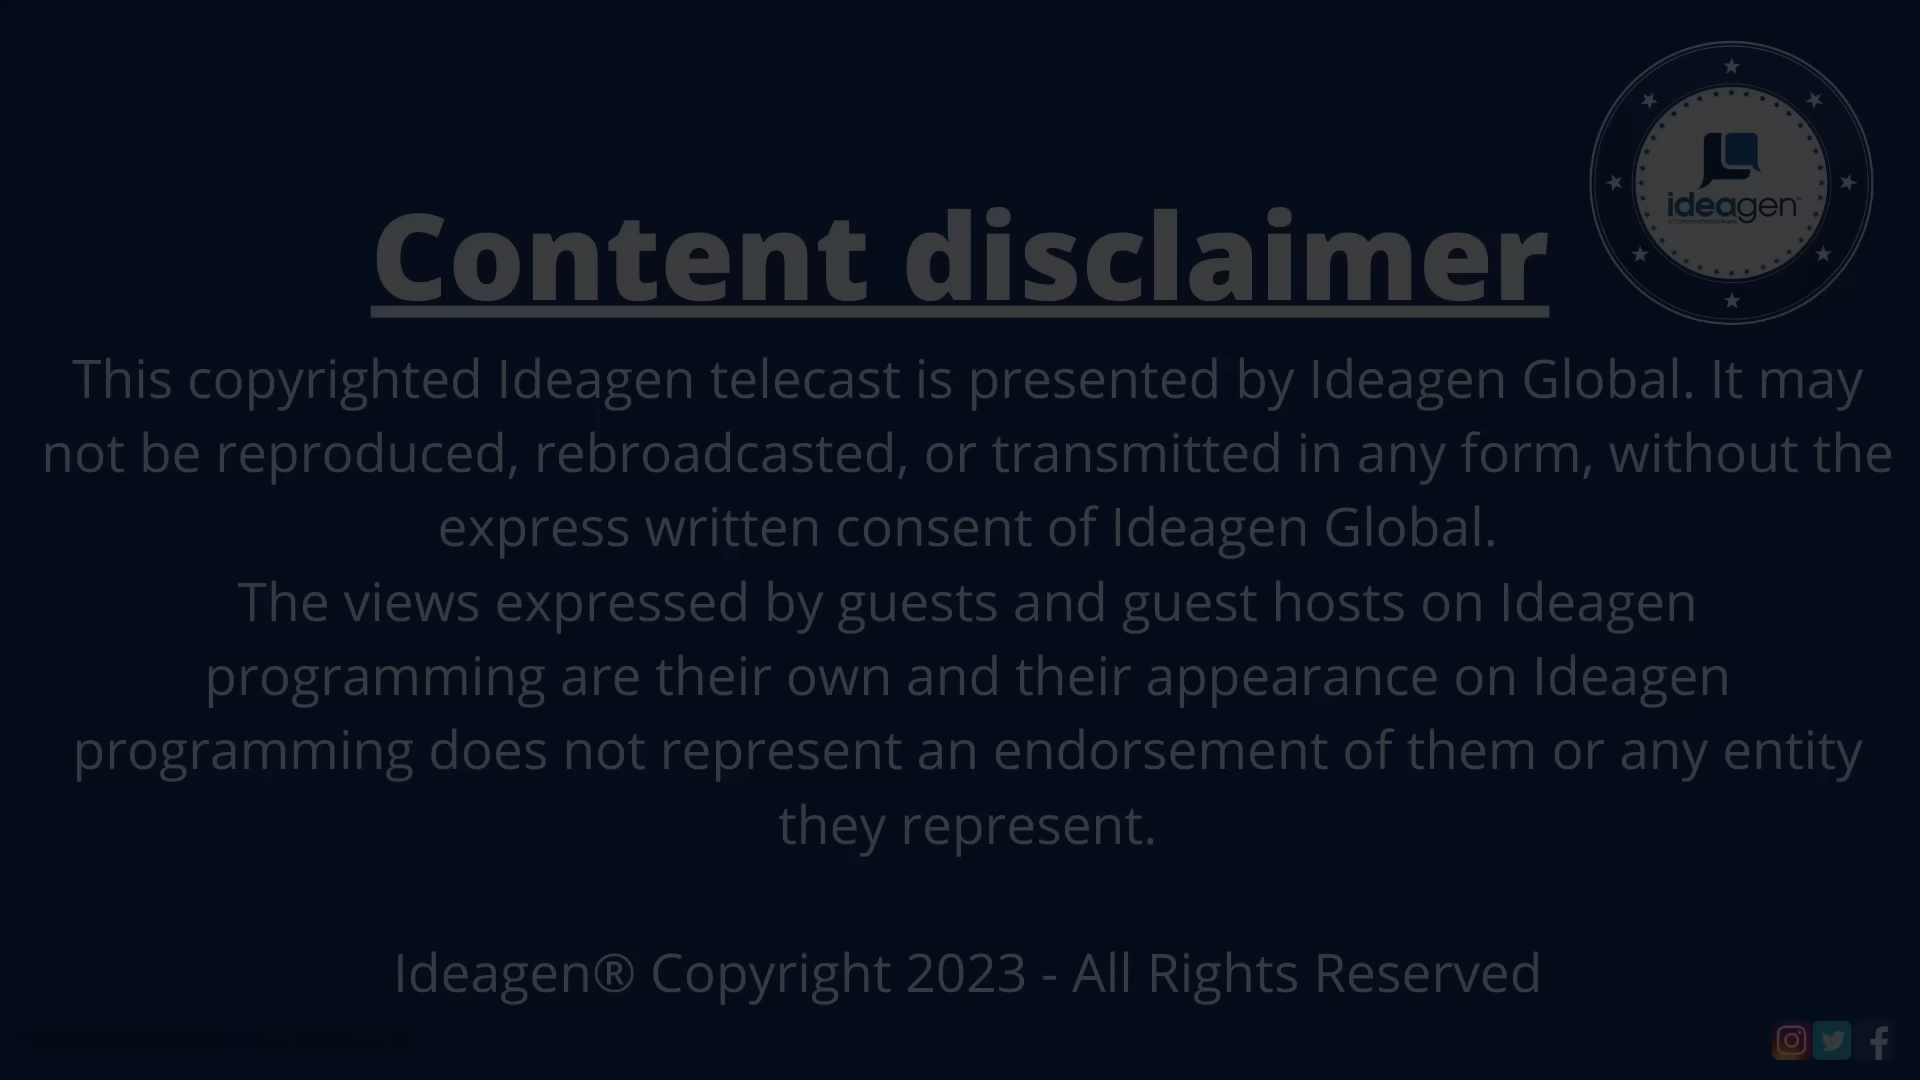 ideagen
Content disclaimer
This copyrighted Ideagen telecast is presented by Ideagen Global. It may
not be reproduced, rebroadcasted, or transmitted in any form, without the
express written consent of Ideagen Global.
The views expressed by guests and guest hosts on Ideagen
programming are their own and their appearance on Ideagen
programming does not represent an endorsement of them or any entity
they represent.
Ideagen® Copyright 2023 - All Rights Reserved